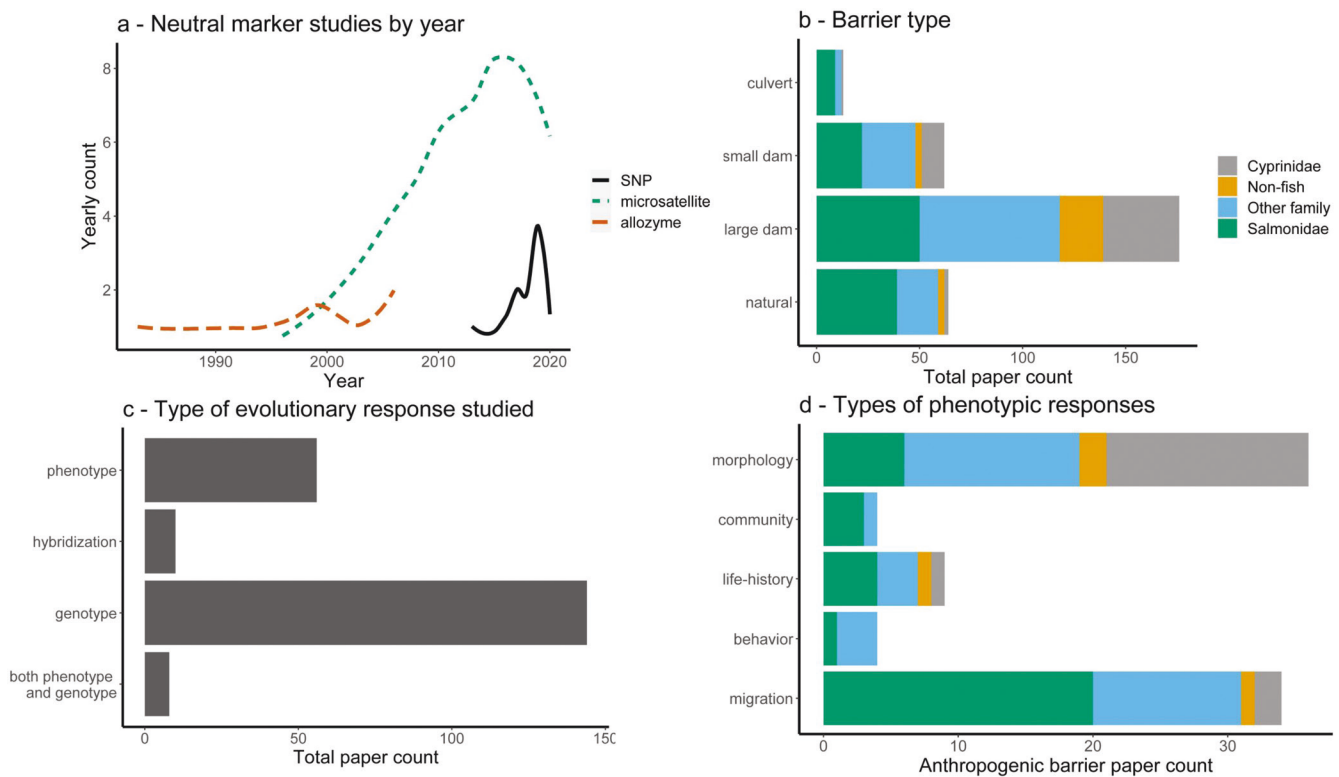 a - Neutral marker studies by year
Yearly count
8
6
4
2
1990
2000
2010
2020
Year
SNP
microsatellite
allozyme
b - Barrier type
culvert
small dam
large dam
natural
0
50
100
150
Total paper count
Cyprinidae
Non-fish
Other family
Salmonidae
c - Type of evolutionary response studied
phenotype
hybridization
genotype
both phenotype
and genotype
0
50
100
150
Total paper count
d - Types of phenotypic responses
morphology
community
life-history
behavior
migration
0
10
20
30
Anthropogenic barrier paper count